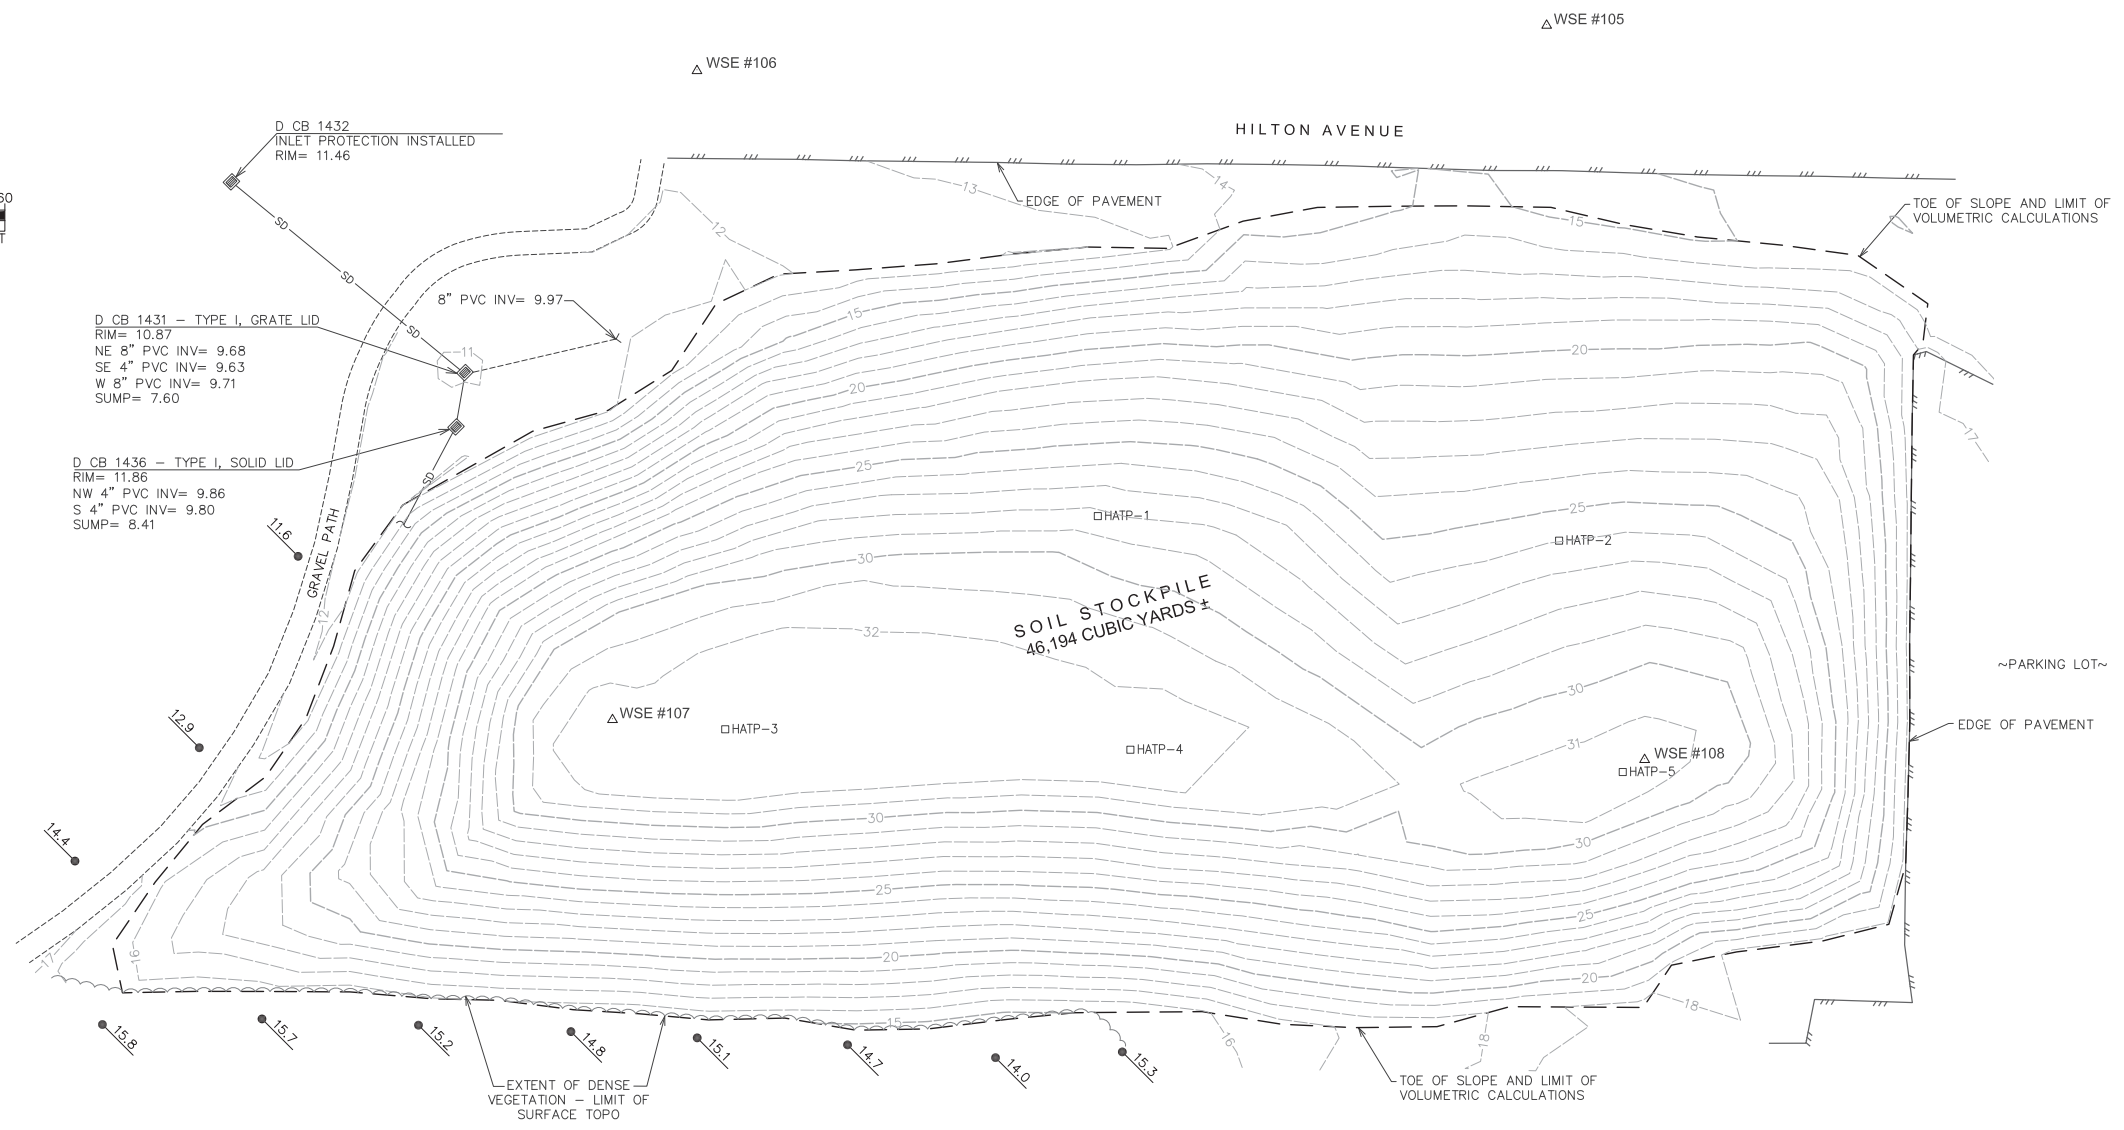 WSE #105
WSE #106
HILTON AVENUE
D CB 1432
INLET PROTECTION INSTALLED
RIM= 11.46
60
T
SD
SD
SD
SD
13
14
12
EDGE OF PAVEMENT
15
TOE OF SLOPE AND LIMIT OF
VOLUMETRIC CALCULATIONS
8" PVC INV= 9.97
D CB 1431 – TYPE I, GRATE LID
RIM= 10.87
NE 8" PVC INV= 9.68
SE 4" PVC INV= 9.63
W 8" PVC INV= 9.71
SUMP= 7.60
11
15
20
20
D CB 1436 – TYPE I, SOLID LID
RIM= 11.86
NW 4" PVC INV= 9.86
S 4" PVC INV= 9.80
SUMP= 8.41
17
25
25
HATP-1
HATP-2
11.6
GRAVEL PATH
12
30
SOIL STOCKPILE
46,194 CUBIC YARDS ±
32
~PARKING LOT~
30
WSE #107
HATP-3
HATP-4
31
WSE #108
HATP-5
EDGE OF PAVEMENT
12.9
14.4
30
30
25
25
20
20
17
16
18
15
16
18
15.8
15.7
15.2
14.8
15.1
14.7
14.0
15.3
EXTENT OF DENSE
VEGETATION – LIMIT OF
SURFACE TOPO
TOE OF SLOPE AND LIMIT OF
VOLUMETRIC CALCULATIONS